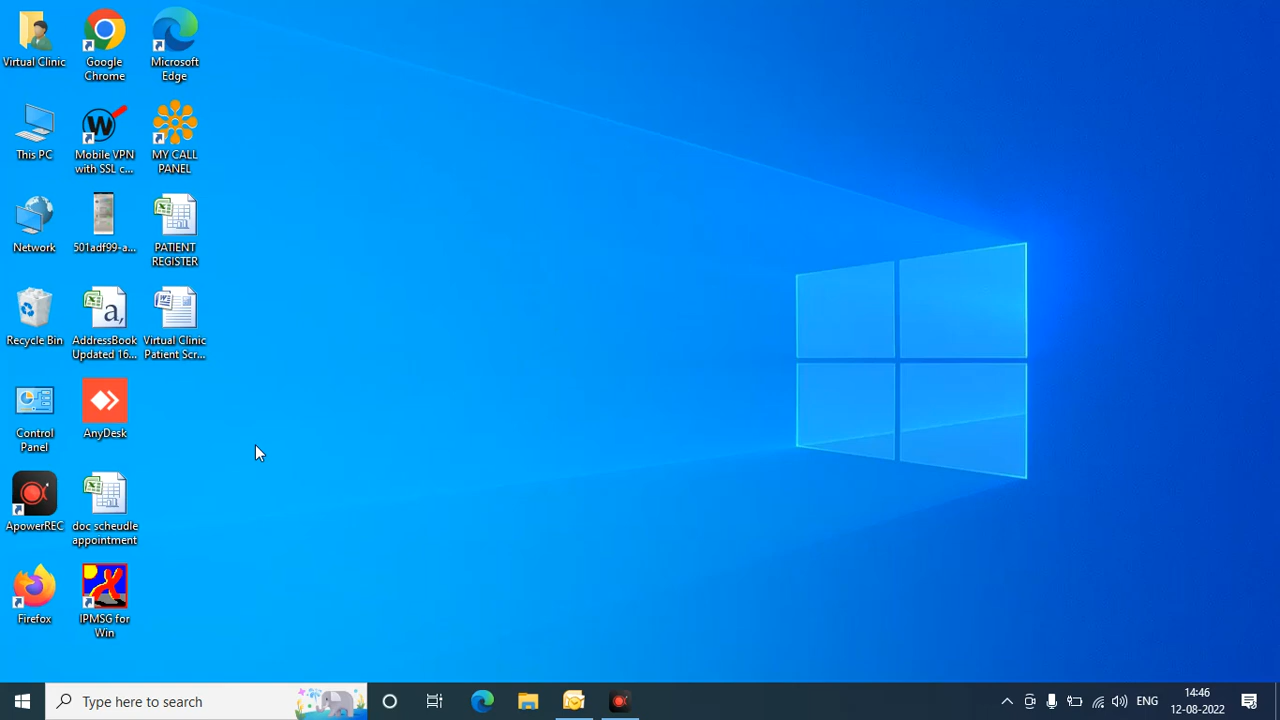 Virtual Clinic
Google
Chrome
Microsoft
Edge
This PC
Mobile VPN
with SSL c...
MY CALL
PANEL
Network
501adf99-a...
PATIENT
REGISTER
Recycle Bin
AddressBook
Updated 16...
Virtual Clinic
Patient Scr...
Control
Panel
AnyDesk
ApowerREC
doc scheudle
appointment
Firefox
IPMSG for
Win
Type here to search
ENG
14:46
12-08-2022